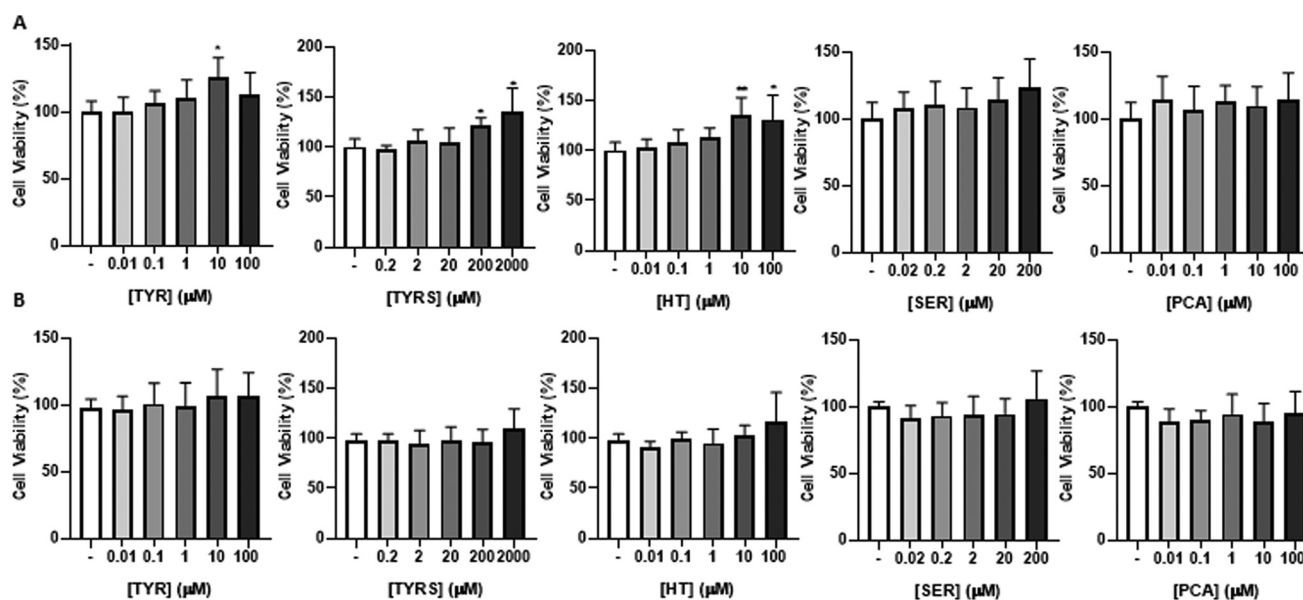 A
Cell Viability (%)
150
100
50
0
*
- 0.01 0.1 1 10 100
[TYR] (μM)
Cell Viability (%)
200
150
100
50
0
* *
- 0.2 2 20 200 2000
[TYRS] (μM)
Cell Viability (%)
200
150
100
50
0
** *
- 0.01 0.1 1 10 100
[HT] (μM)
Cell Viability (%)
150
100
50
0
- 0.02 0.2 2 20 200
[SER] (μM)
Cell Viability (%)
150
100
50
0
- 0.01 0.1 1 10 100
[PCA] (μM)
B
Cell Viability (%)
150
100
50
0
- 0.01 0.1 1 10 100
[TYR] (μM)
Cell Viability (%)
200
150
100
50
0
- 0.2 2 20 200 2000
[TYRS] (μM)
Cell Viability (%)
200
150
100
50
0
- 0.01 0.1 1 10 100
[HT] (μM)
Cell Viability (%)
150
100
50
0
- 0.02 0.2 2 20 200
[SER] (μM)
Cell Viability (%)
150
100
50
0
- 0.01 0.1 1 10 100
[PCA] (μM)